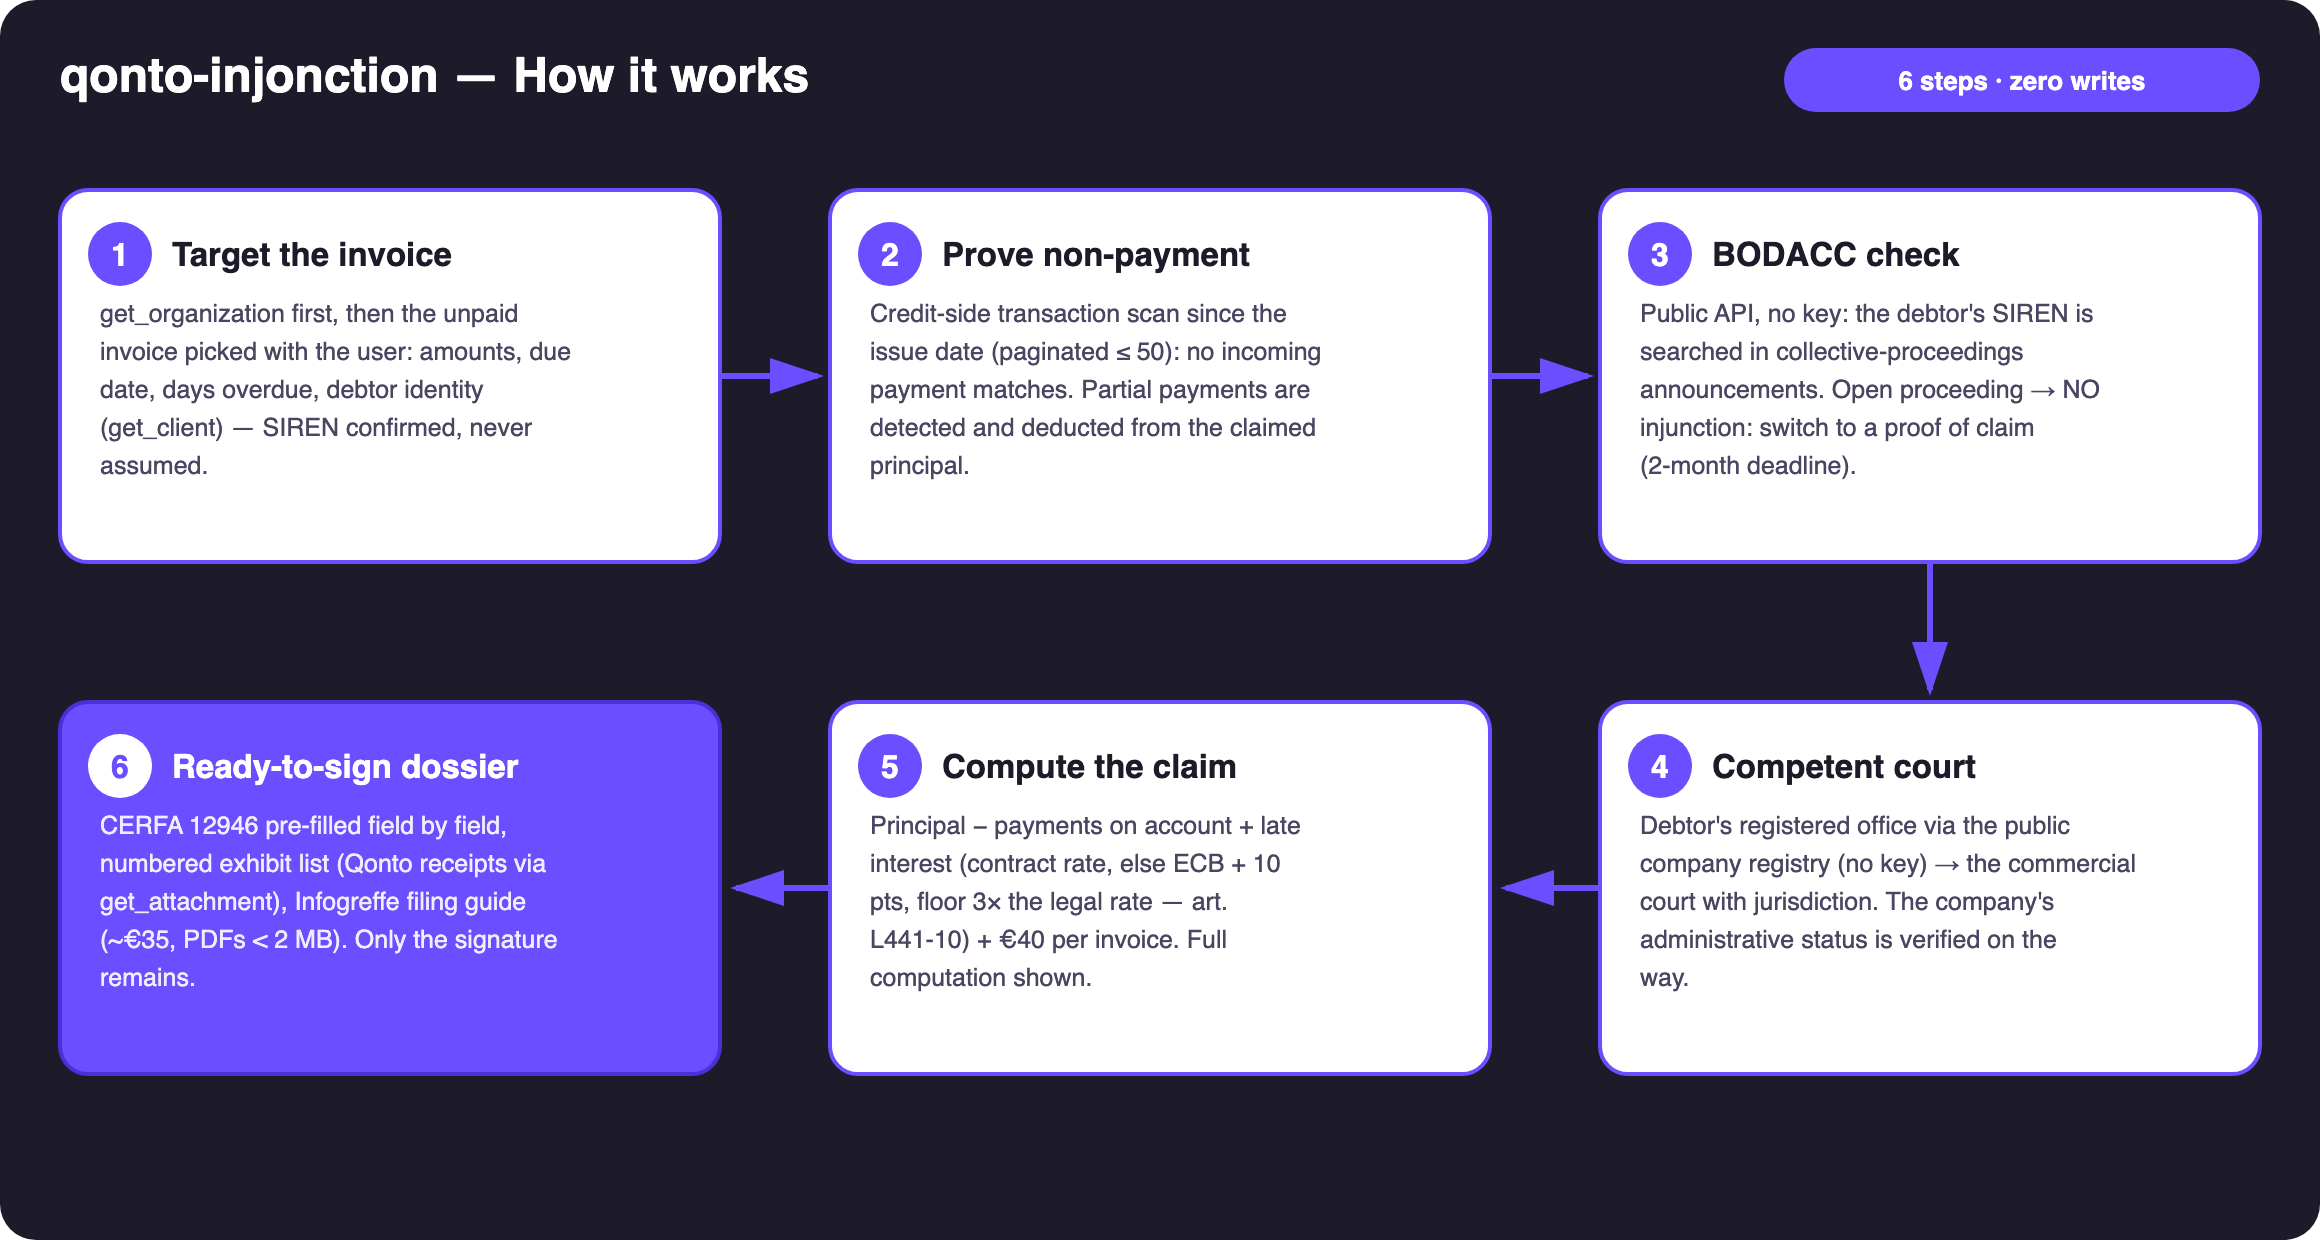 qonto-injonction — How it works
6 steps · zero writes
1
Target the invoice
get_organization first, then the unpaid
invoice picked with the user: amounts, due
date, days overdue, debtor identity
(get_client) — SIREN confirmed, never
assumed.
2
Prove non-payment
Credit-side transaction scan since the
issue date (paginated ≤ 50): no incoming
payment matches. Partial payments are
detected and deducted from the claimed
principal.
3
BODACC check
Public API, no key: the debtor's SIREN is
searched in collective-proceedings
announcements. Open proceeding → NO
injunction: switch to a proof of claim
(2-month deadline).
4
Competent court
Debtor's registered office via the public
company registry (no key) → the commercial
court with jurisdiction. The company's
administrative status is verified on the
way.
5
Compute the claim
Principal – payments on account + late
interest (contract rate, else ECB + 10
pts, floor 3× the legal rate — art.
L441-10) + €40 per invoice. Full
computation shown.
6
Ready-to-sign dossier
CERFA 12946 pre-filled field by field,
numbered exhibit list (Qonto receipts via
get_attachment), Infogreffe filing guide
(~€35, PDFs < 2 MB). Only the signature
remains.